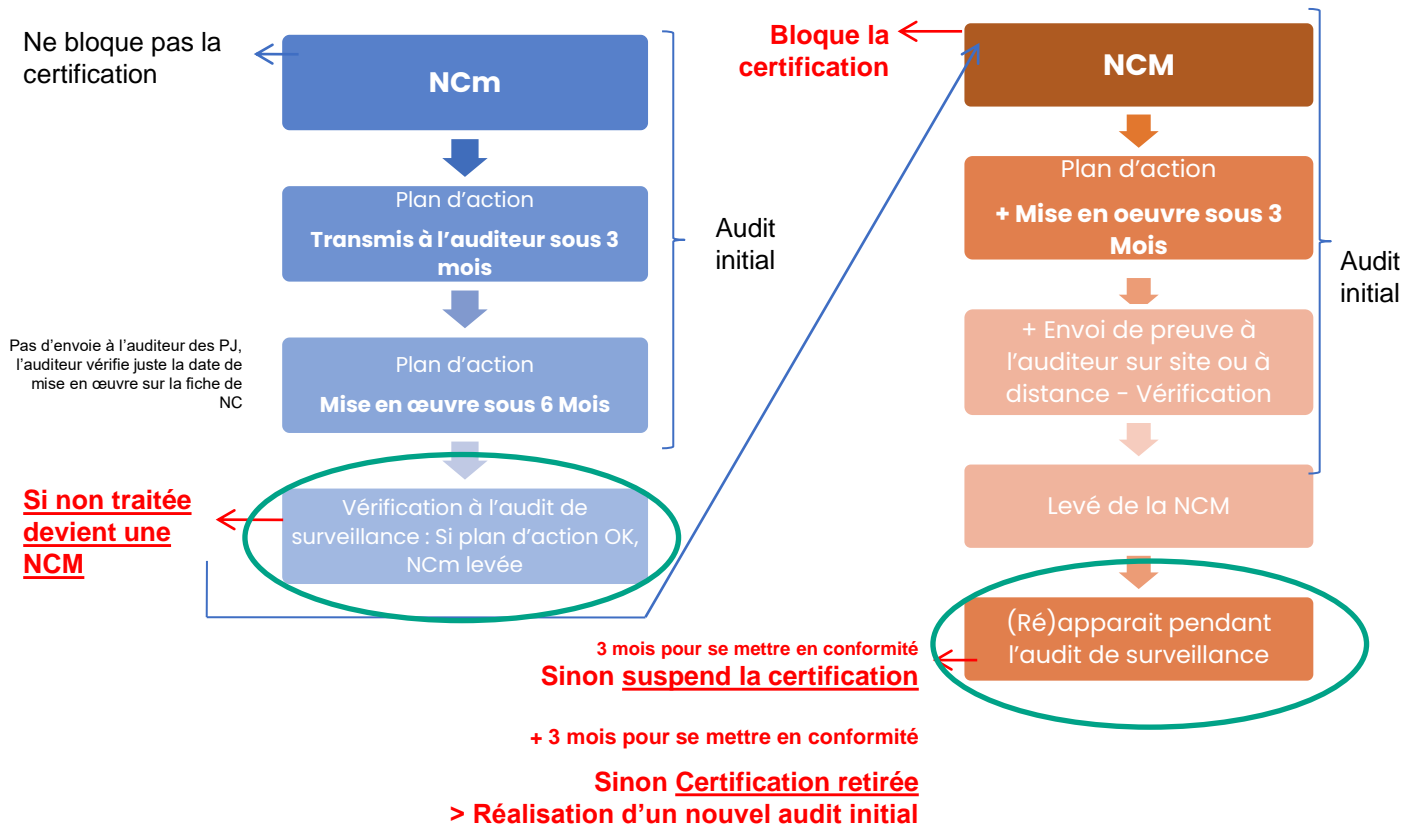 Ne bloque pas la
certification
NCm
Plan d’action
Transmis à l’auditeur sous 3
mois
Audit
initial
Pas d’envoie à l’auditeur des PJ,
l’auditeur vérifie juste la date de
mise en œuvre sur la fiche de
NC
Plan d’action
Mise en œuvre sous 6 Mois
Si non traitée
devient une
NCM
Vérification à l’audit de
surveillance : Si plan d’action OK,
NCm levée
Bloque la
certification
NCM
Plan d’action
+ Mise en oeuvre sous 3
Mois
Audit
initial
+ Envoi de preuve à
l’auditeur sur site ou à
distance - Vérification
Levé de la NCM
(Ré)apparait pendant
l’audit de surveillance
3 mois pour se mettre en conformité
Sinon suspend la certification
+ 3 mois pour se mettre en conformité
Sinon Certification retirée
> Réalisation d’un nouvel audit initial